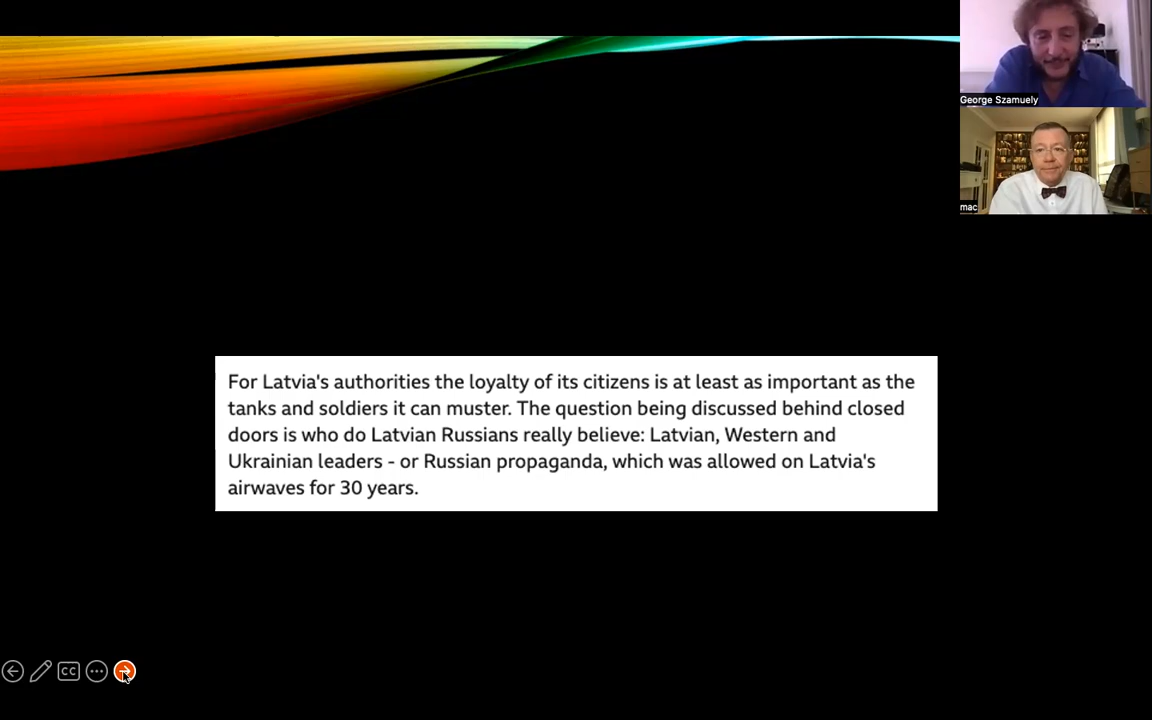 George Szamuely
mac
For Latvia's authorities the loyalty of its citizens is at least as important as the
tanks and soldiers it can muster. The question being discussed behind closed
doors is who do Latvian Russians really believe: Latvian, Western and
Ukrainian leaders - or Russian propaganda, which was allowed on Latvia's
airwaves for 30 years.
CC